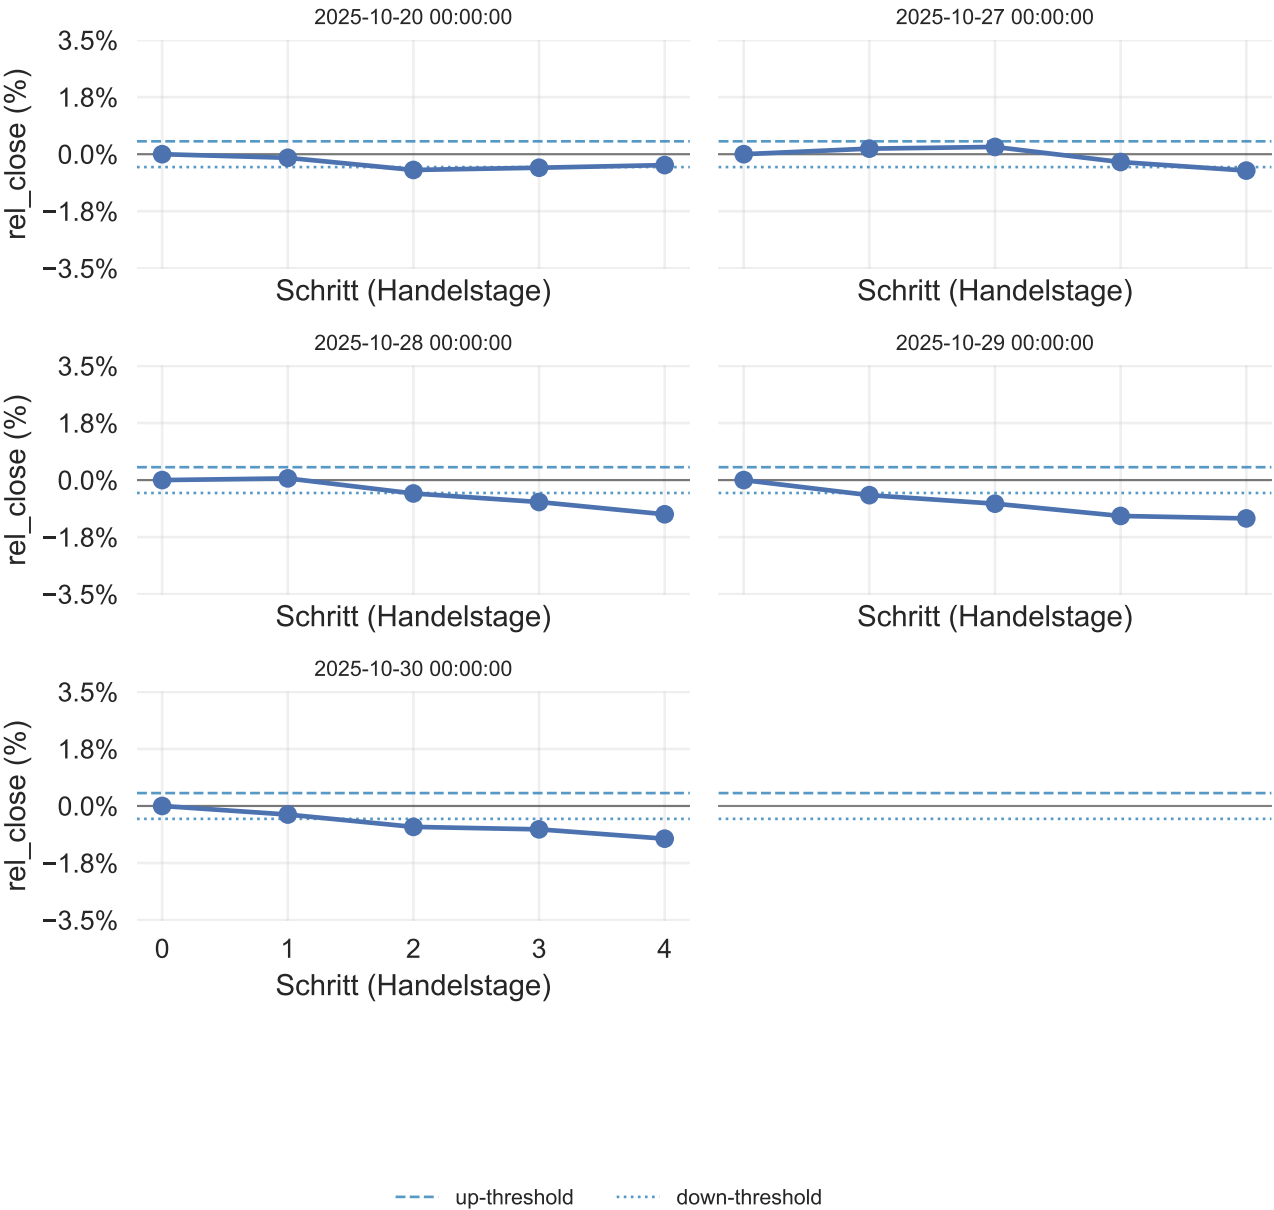 2025-10-20 00:00:00
2025-10-27 00:00:00
3.5%
1.8%
0.0%
−1.8%
−3.5%
rel_close (%)
Schritt (Handelstage)
Schritt (Handelstage)
2025-10-28 00:00:00
2025-10-29 00:00:00
3.5%
1.8%
0.0%
−1.8%
−3.5%
rel_close (%)
Schritt (Handelstage)
Schritt (Handelstage)
2025-10-30 00:00:00
3.5%
1.8%
0.0%
−1.8%
−3.5%
rel_close (%)
0 1 2 3 4
Schritt (Handelstage)
up-threshold down-threshold